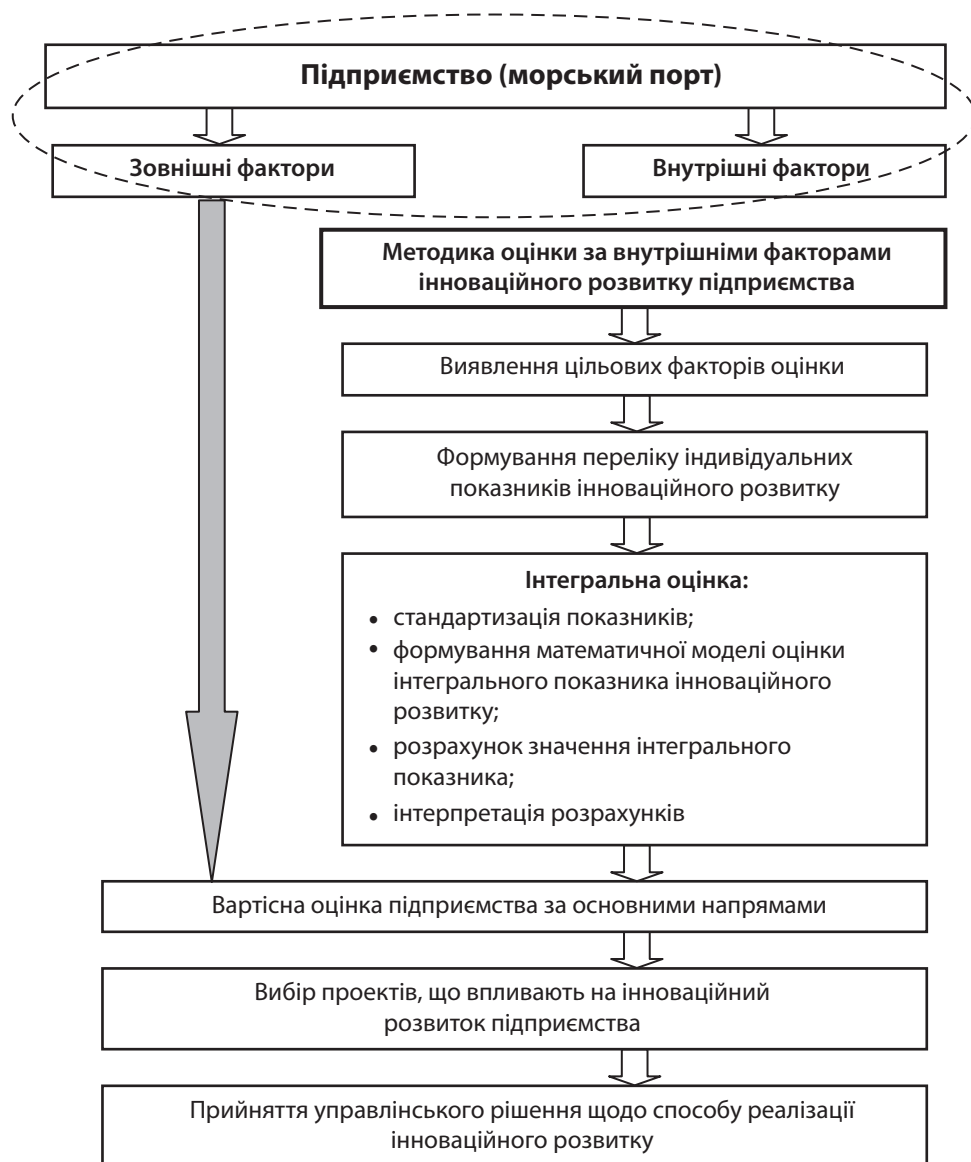 Підприємство (морський порт)
Зовнішні фактори
Внутрішні фактори
Методика оцінки за внутрішніми факторами
інноваційного розвитку підприємства
Виявлення цільових факторів оцінки
Формування переліку індивідуальних
показників інноваційного розвитку
Інтегральна оцінка:
• стандартизація показників;
• формування математичної моделі оцінки
інтегрального показника інноваційного
розвитку;
• розрахунок значення інтегрального
показника;
• інтерпретація розрахунків
Вартісна оцінка підприємства за основними напрямами
Вибір проектів, що впливають на інноваційний
розвиток підприємства
Прийняття управлінського рішення щодо способу реалізації
інноваційного розвитку